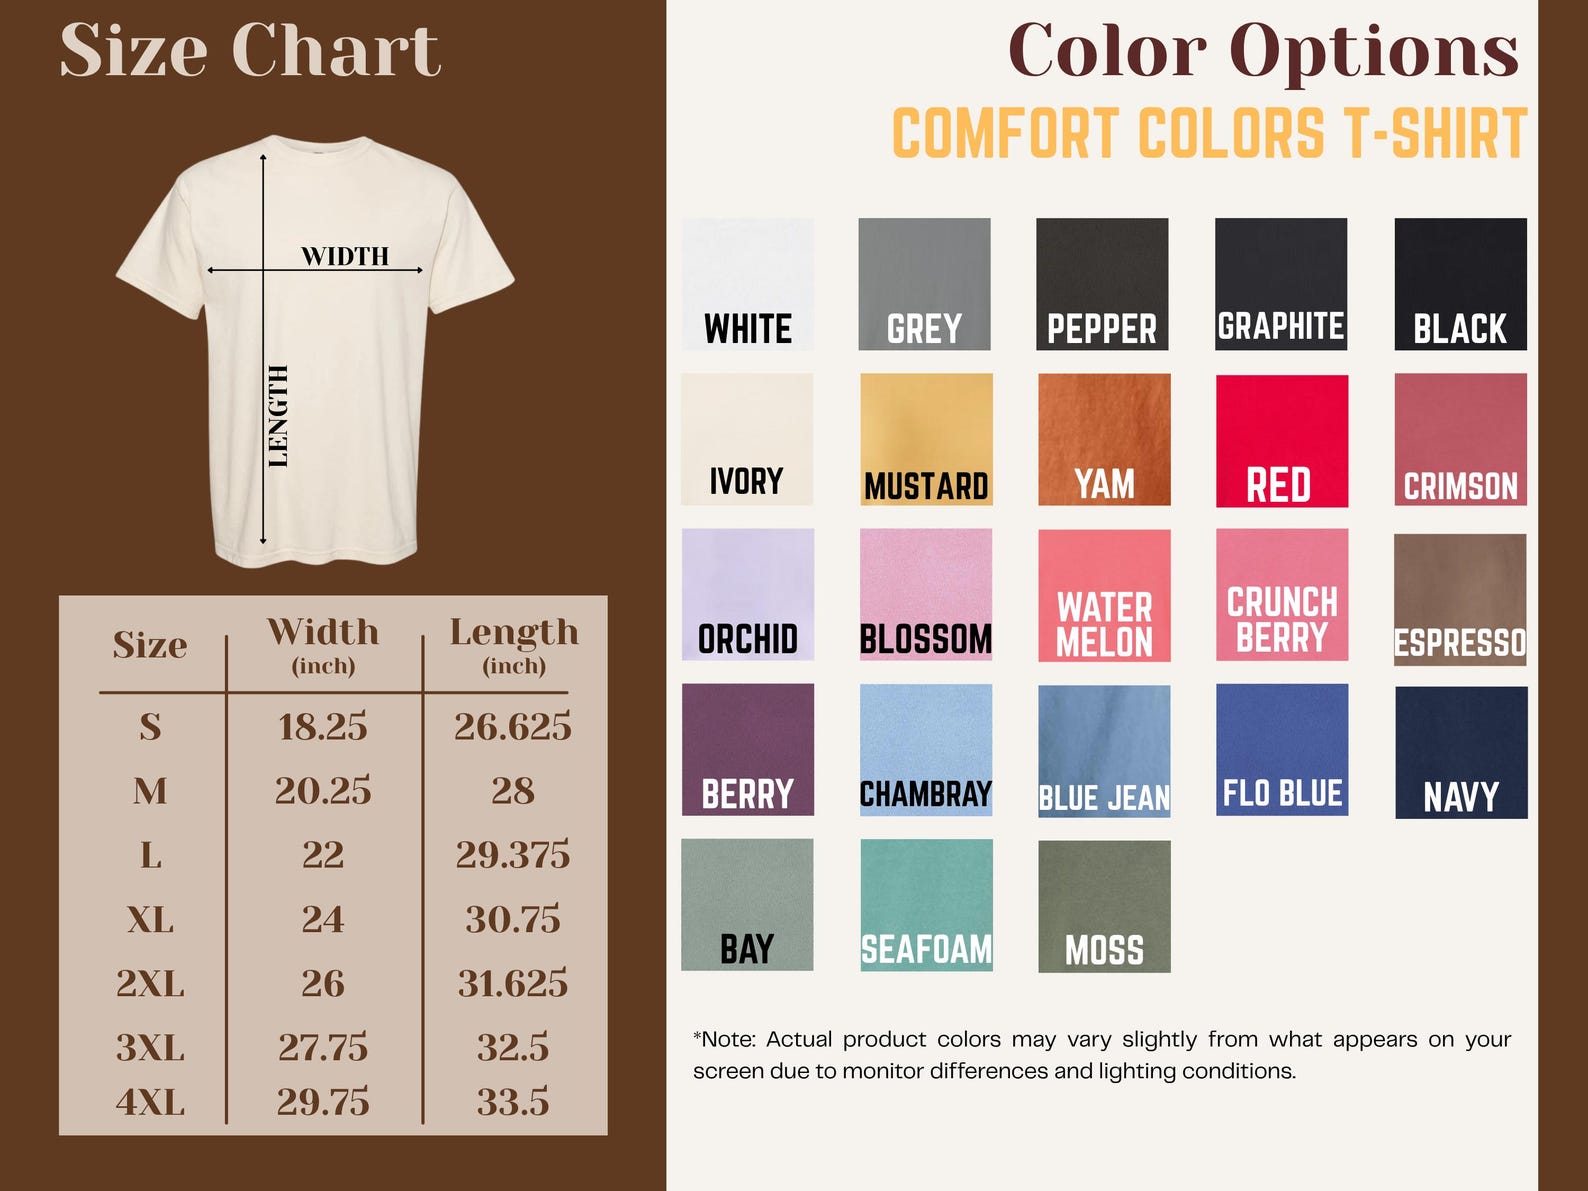 Size Chart
WIDTH
LENGTH
Size Width (inch) Length (inch)
S 18.25 26.625
M 20.25 28
L 22 29.375
XL 24 30.75
2XL 26 31.625
3XL 27.75 32.5
4XL 29.75 33.5
Color Options
COMFORT COLORS T-SHIRT
WHITE GREY PEPPER GRAPHITE BLACK
IVORY MUSTARD YAM RED CRIMSON
ORCHID BLOSSOM WATER MELON CRUNCH BERRY ESPRESSO
BERRY CHAMBRAY BLUE JEAN FLO BLUE NAVY
BAY SEAFOAM MOSS
*Note: Actual product colors may vary slightly from what appears on your
screen due to monitor differences and lighting conditions.